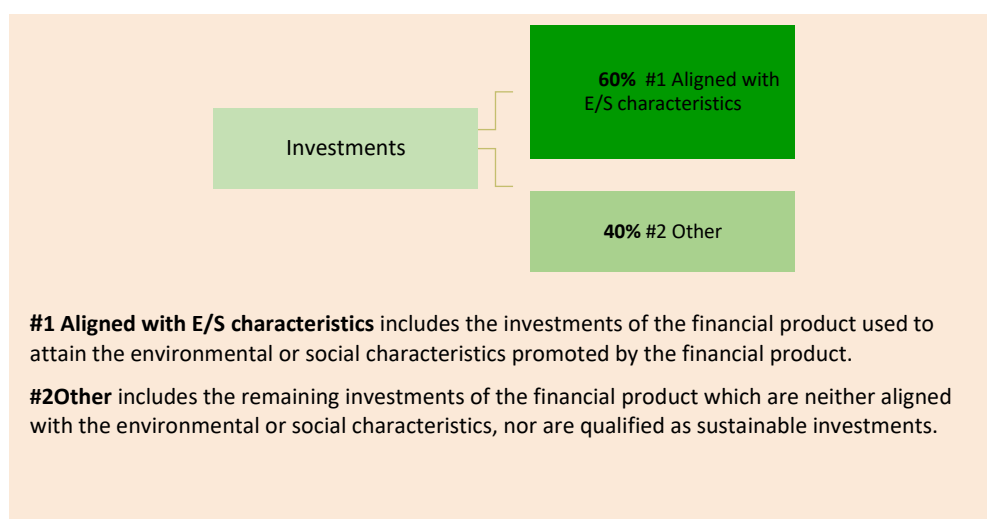 60% #1 Aligned with
E/S characteristics
Investments
40% #2 Other
#1 Aligned with E/S characteristics includes the investments of the financial product used to
attain the environmental or social characteristics promoted by the financial product.
#2Other includes the remaining investments of the financial product which are neither aligned
with the environmental or social characteristics, nor are qualified as sustainable investments.